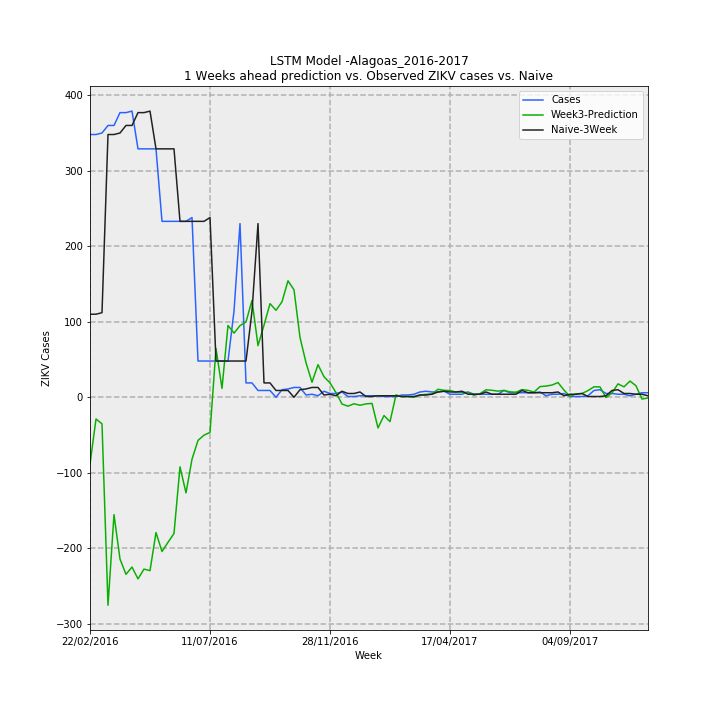 LSTM Model -Alagoas_2016-2017
1 Weeks ahead prediction vs. Observed ZIKV cases vs. Naive
Cases
Week3-Prediction
Naive-3Week
ZIKV Cases
400
300
200
100
0
−100
−200
−300
22/02/2016 11/07/2016 28/11/2016 17/04/2017 04/09/2017
Week